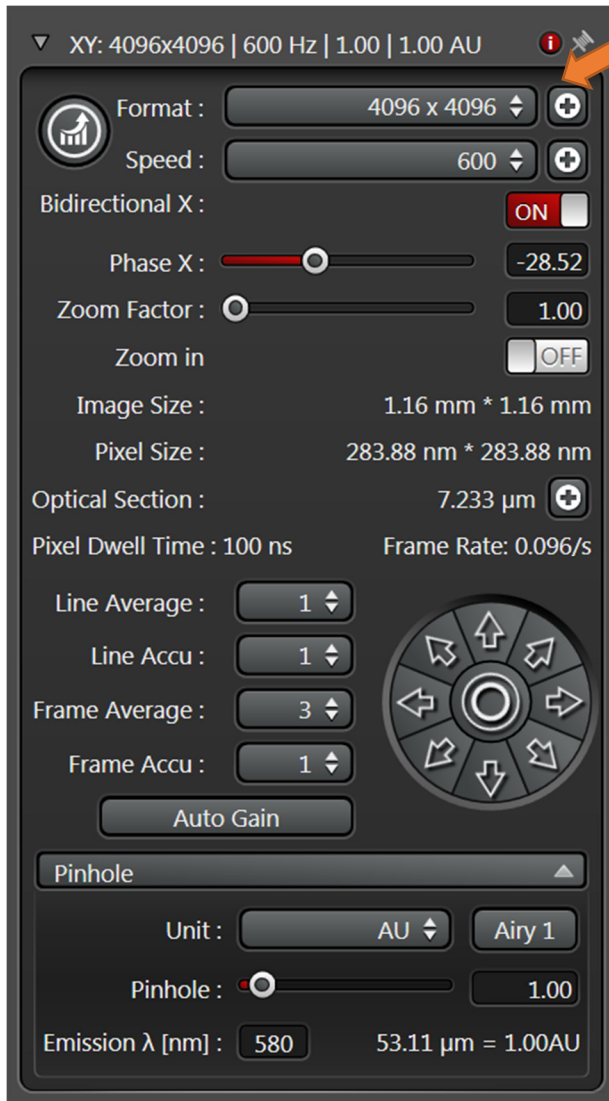 XY: 4096x4096 | 600 Hz | 1.00 | 1.00 AU
Format : 4096 x 4096
Speed : 600
Bidirectional X : ON
Phase X : -28.52
Zoom Factor : 1.00
Zoom in OFF
Image Size : 1.16 mm * 1.16 mm
Pixel Size : 283.88 nm * 283.88 nm
Optical Section : 7.233 µm
Pixel Dwell Time : 100 ns Frame Rate: 0.096/s
Line Average : 1
Line Accu : 1
Frame Average : 3
Frame Accu : 1
Auto Gain
Pinhole
Unit : AU Airy 1
Pinhole : 1.00
Emission λ [nm] : 580 53.11 µm = 1.00AU